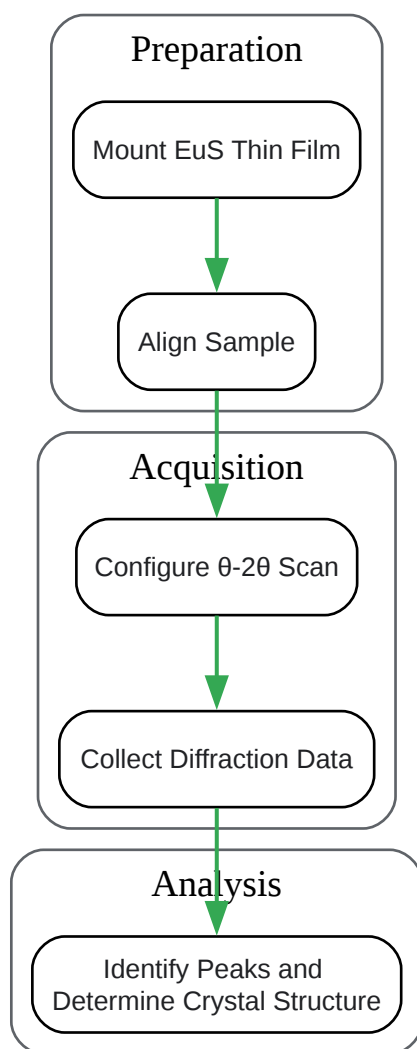 Preparation
Mount EuS Thin Film
Align Sample
Acquisition
Configure θ-2θ Scan
Collect Diffraction Data
Analysis
Identify Peaks and
Determine Crystal Structure